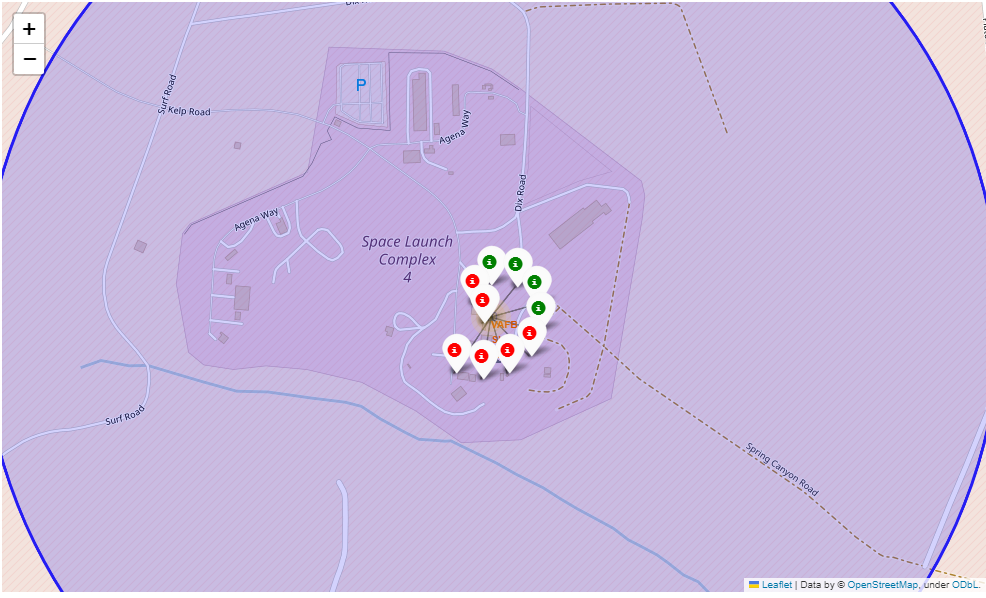 +
−
P
Surf Road
Kelp Road
Agena Way
Dix Road
Agena Way
Space Launch
Complex
4
VAFB
Surf Road
Spring Canyon Road
Leaflet | Data by © OpenStreetMap, under ODbL.